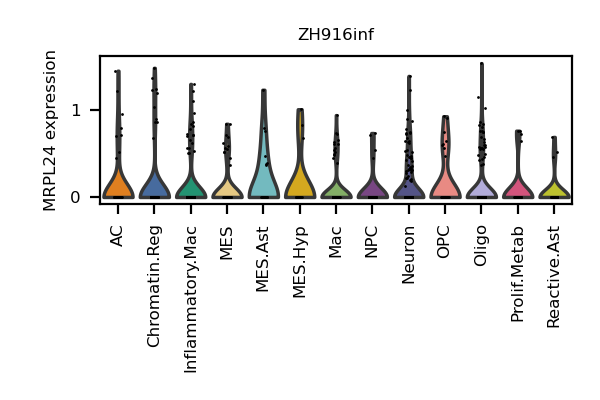 ZH916inf
MRPL24 expression
1
0
AC
Chromatin.Reg
Inflammatory.Mac
MES
MES.Ast
MES.Hyp
Mac
NPC
Neuron
OPC
Oligo
Prolif.Metab
Reactive.Ast